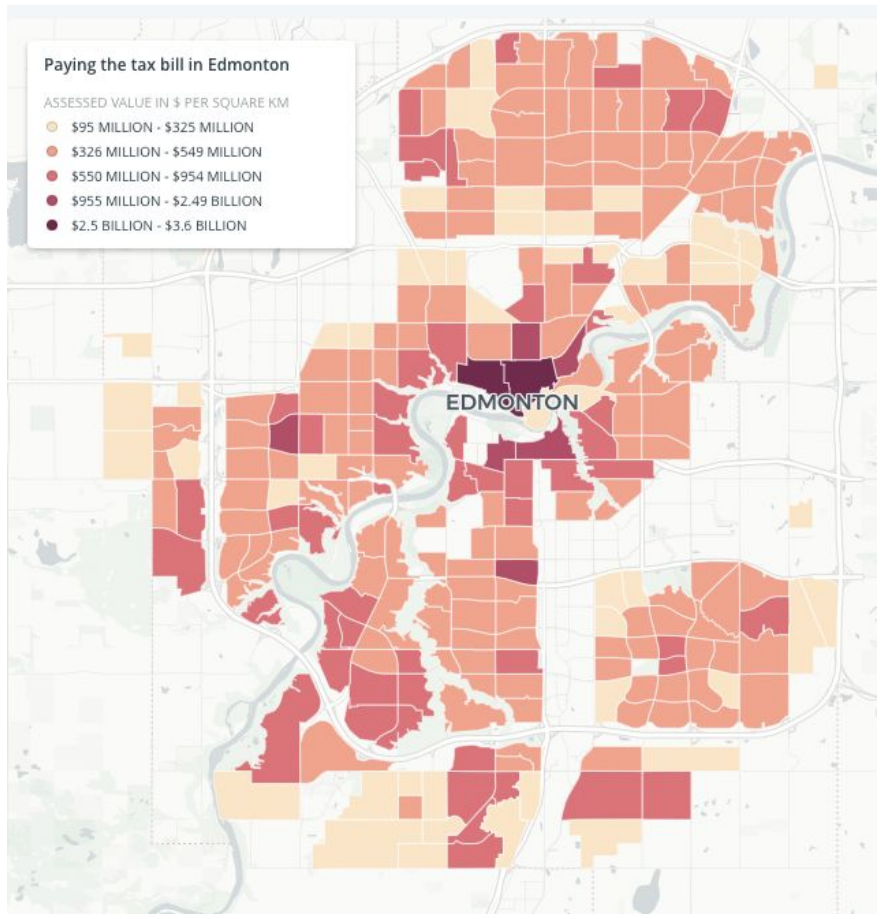 Paying the tax bill in Edmonton
ASSESSED VALUE IN $ PER SQUARE KM
$95 MILLION - $325 MILLION
$326 MILLION - $549 MILLION
$550 MILLION - $954 MILLION
$955 MILLION - $2.49 BILLION
$2.5 BILLION - $3.6 BILLION
EDMONTON